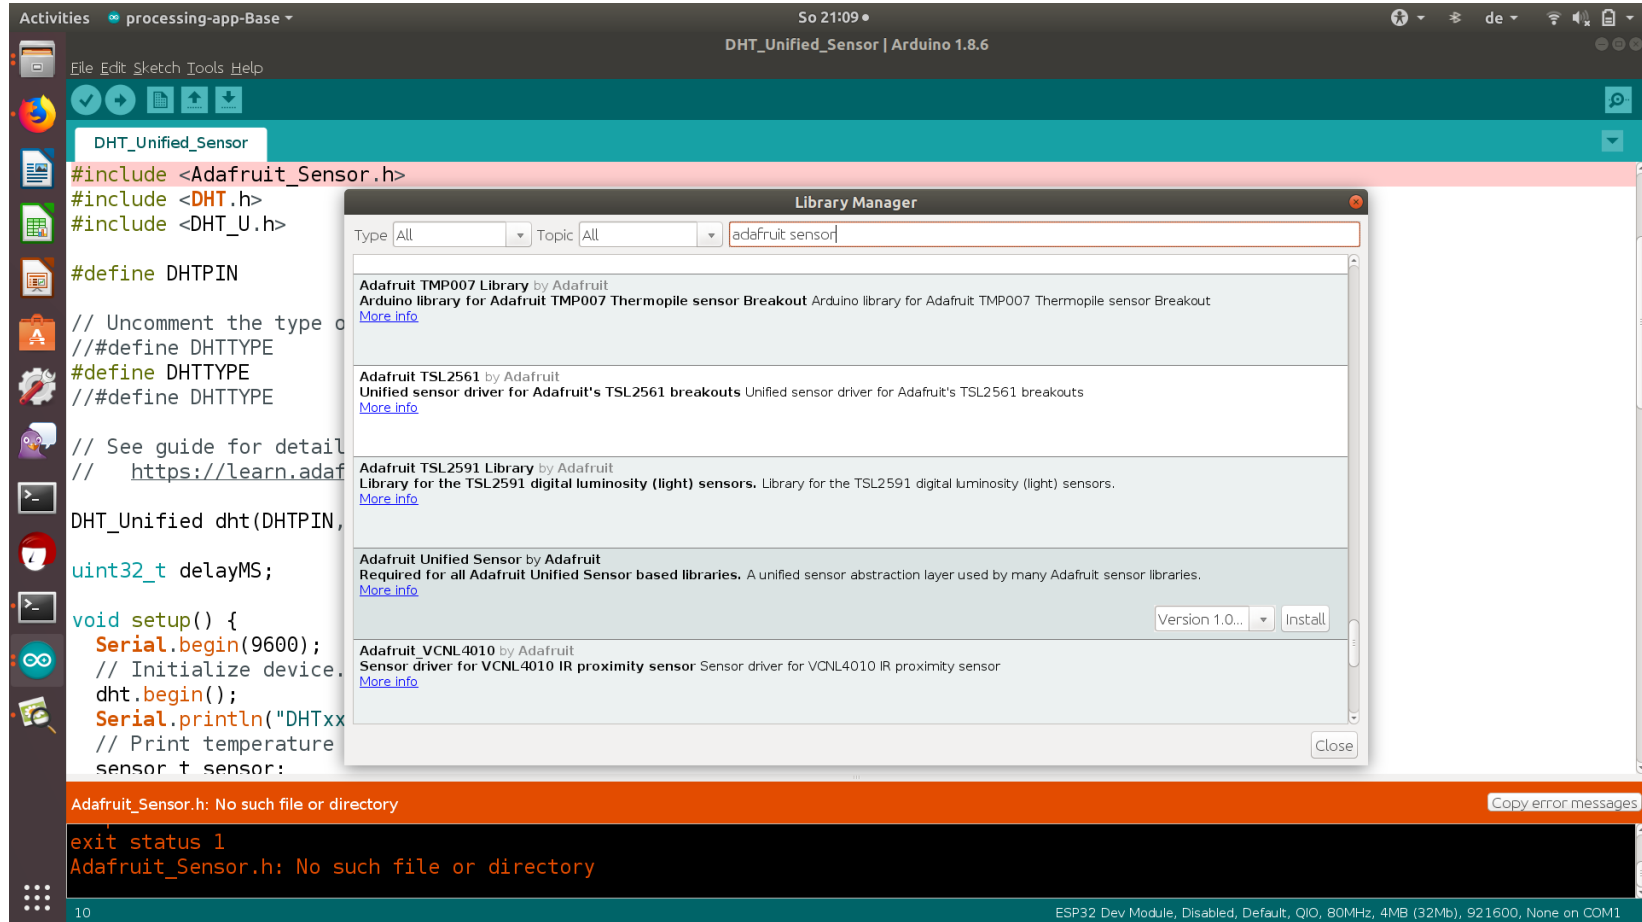 Activities processing-app-Base
So 21:09
de
DHT_Unified_Sensor | Arduino 1.8.6
File Edit Sketch Tools Help
DHT_Unified_Sensor
#include <Adafruit_Sensor.h>
#include <DHT.h>
#include <DHT_U.h>
#define DHTPIN
// Uncomment the type o
//#define DHTTYPE
#define DHTTYPE
//#define DHTTYPE
// See guide for detail
//   https://learn.adaf
DHT_Unified dht(DHTPIN,
uint32_t delayMS;
void setup() {
Serial.begin(9600);
// Initialize device.
dht.begin();
Serial.println("DHTxx
// Print temperature
sensor_t sensor;
Library Manager
Type All Topic All adafruit sensor
Adafruit TMP007 Library by Adafruit
Arduino library for Adafruit TMP007 Thermopile sensor Breakout Arduino library for Adafruit TMP007 Thermopile sensor Breakout
More info
Adafruit TSL2561 by Adafruit
Unified sensor driver for Adafruit's TSL2561 breakouts Unified sensor driver for Adafruit's TSL2561 breakouts
More info
Adafruit TSL2591 Library by Adafruit
Library for the TSL2591 digital luminosity (light) sensors. Library for the TSL2591 digital luminosity (light) sensors.
More info
Adafruit Unified Sensor by Adafruit
Required for all Adafruit Unified Sensor based libraries. A unified sensor abstraction layer used by many Adafruit sensor libraries.
More info
Version 1.0... Install
Adafruit_VCNL4010 by Adafruit
Sensor driver for VCNL4010 IR proximity sensor Sensor driver for VCNL4010 IR proximity sensor
More info
Close
Adafruit_Sensor.h: No such file or directory
Copy error messages
exit status 1
Adafruit_Sensor.h: No such file or directory
10
ESP32 Dev Module, Disabled, Default, QIO, 80MHz, 4MB (32Mb), 921600, None on COM1